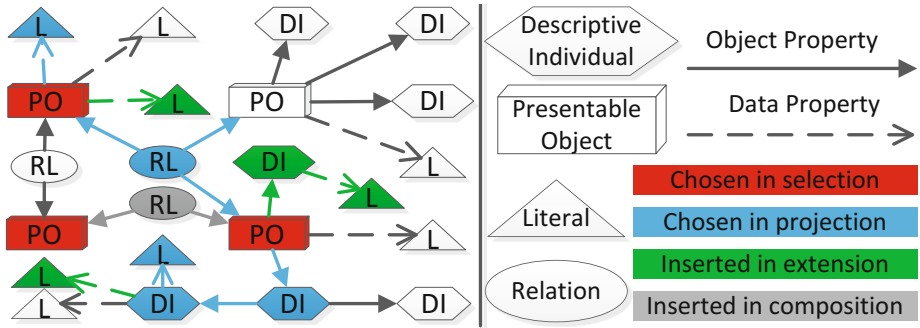 L
L
DI
DI
PO
L
PO
DI
RL
RL
DI
L
L
RL
PO
PO
L
L
L
L
DI
DI
DI
Descriptive
Individual
Object Property
Presentable
Object
Data Property
Literal
Relation
Chosen in selection
Chosen in projection
Inserted in extension
Inserted in composition